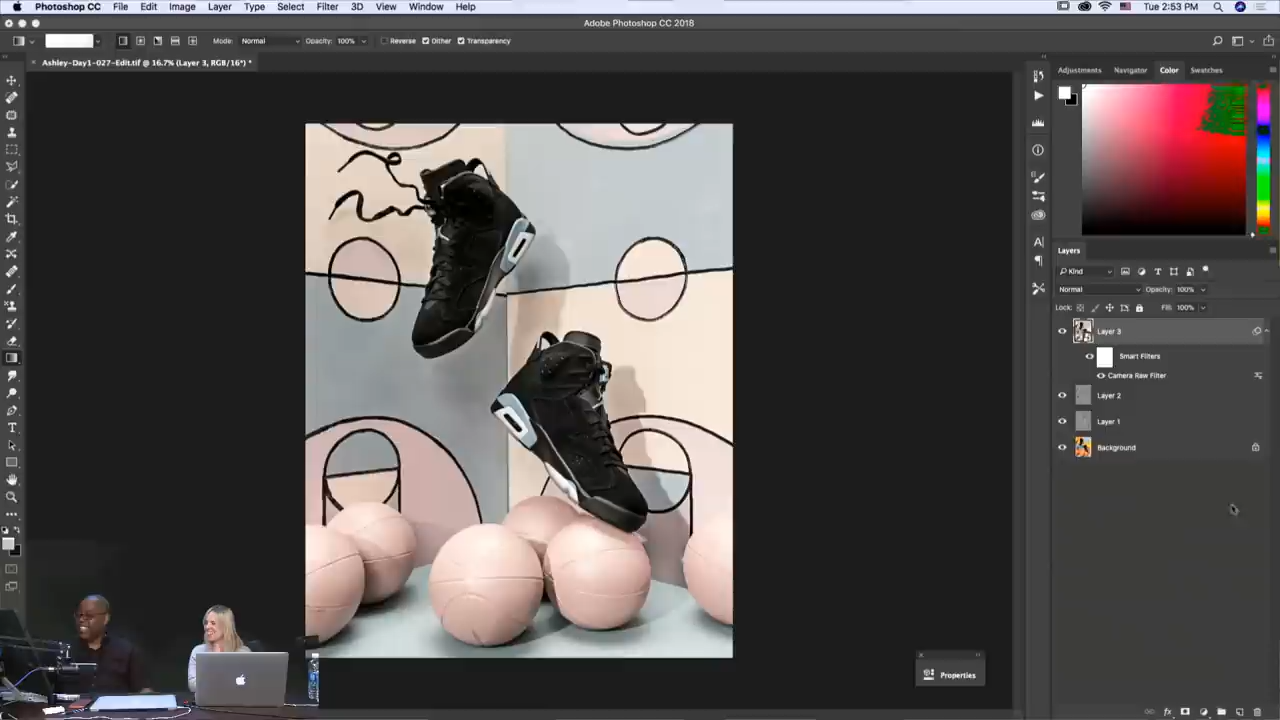 Photoshop CC File Edit Image Layer Type Select Filter 3D View Window Help Tue 2:53 PM
Adobe Photoshop CC 2018
Mode: Normal Opacity: 100% Reverse Dither Transparency
Ashley-Day1-027-Edit.tif @ 16.7% (Layer 3, RGB/16*) *
Adjustments Navigator Color Swatches
Layers
Kind
Normal Opacity: 100%
Lock: Fill: 100%
Layer 3
Smart Filters
Camera Raw Filter
Layer 2
Layer 1
Background
Properties